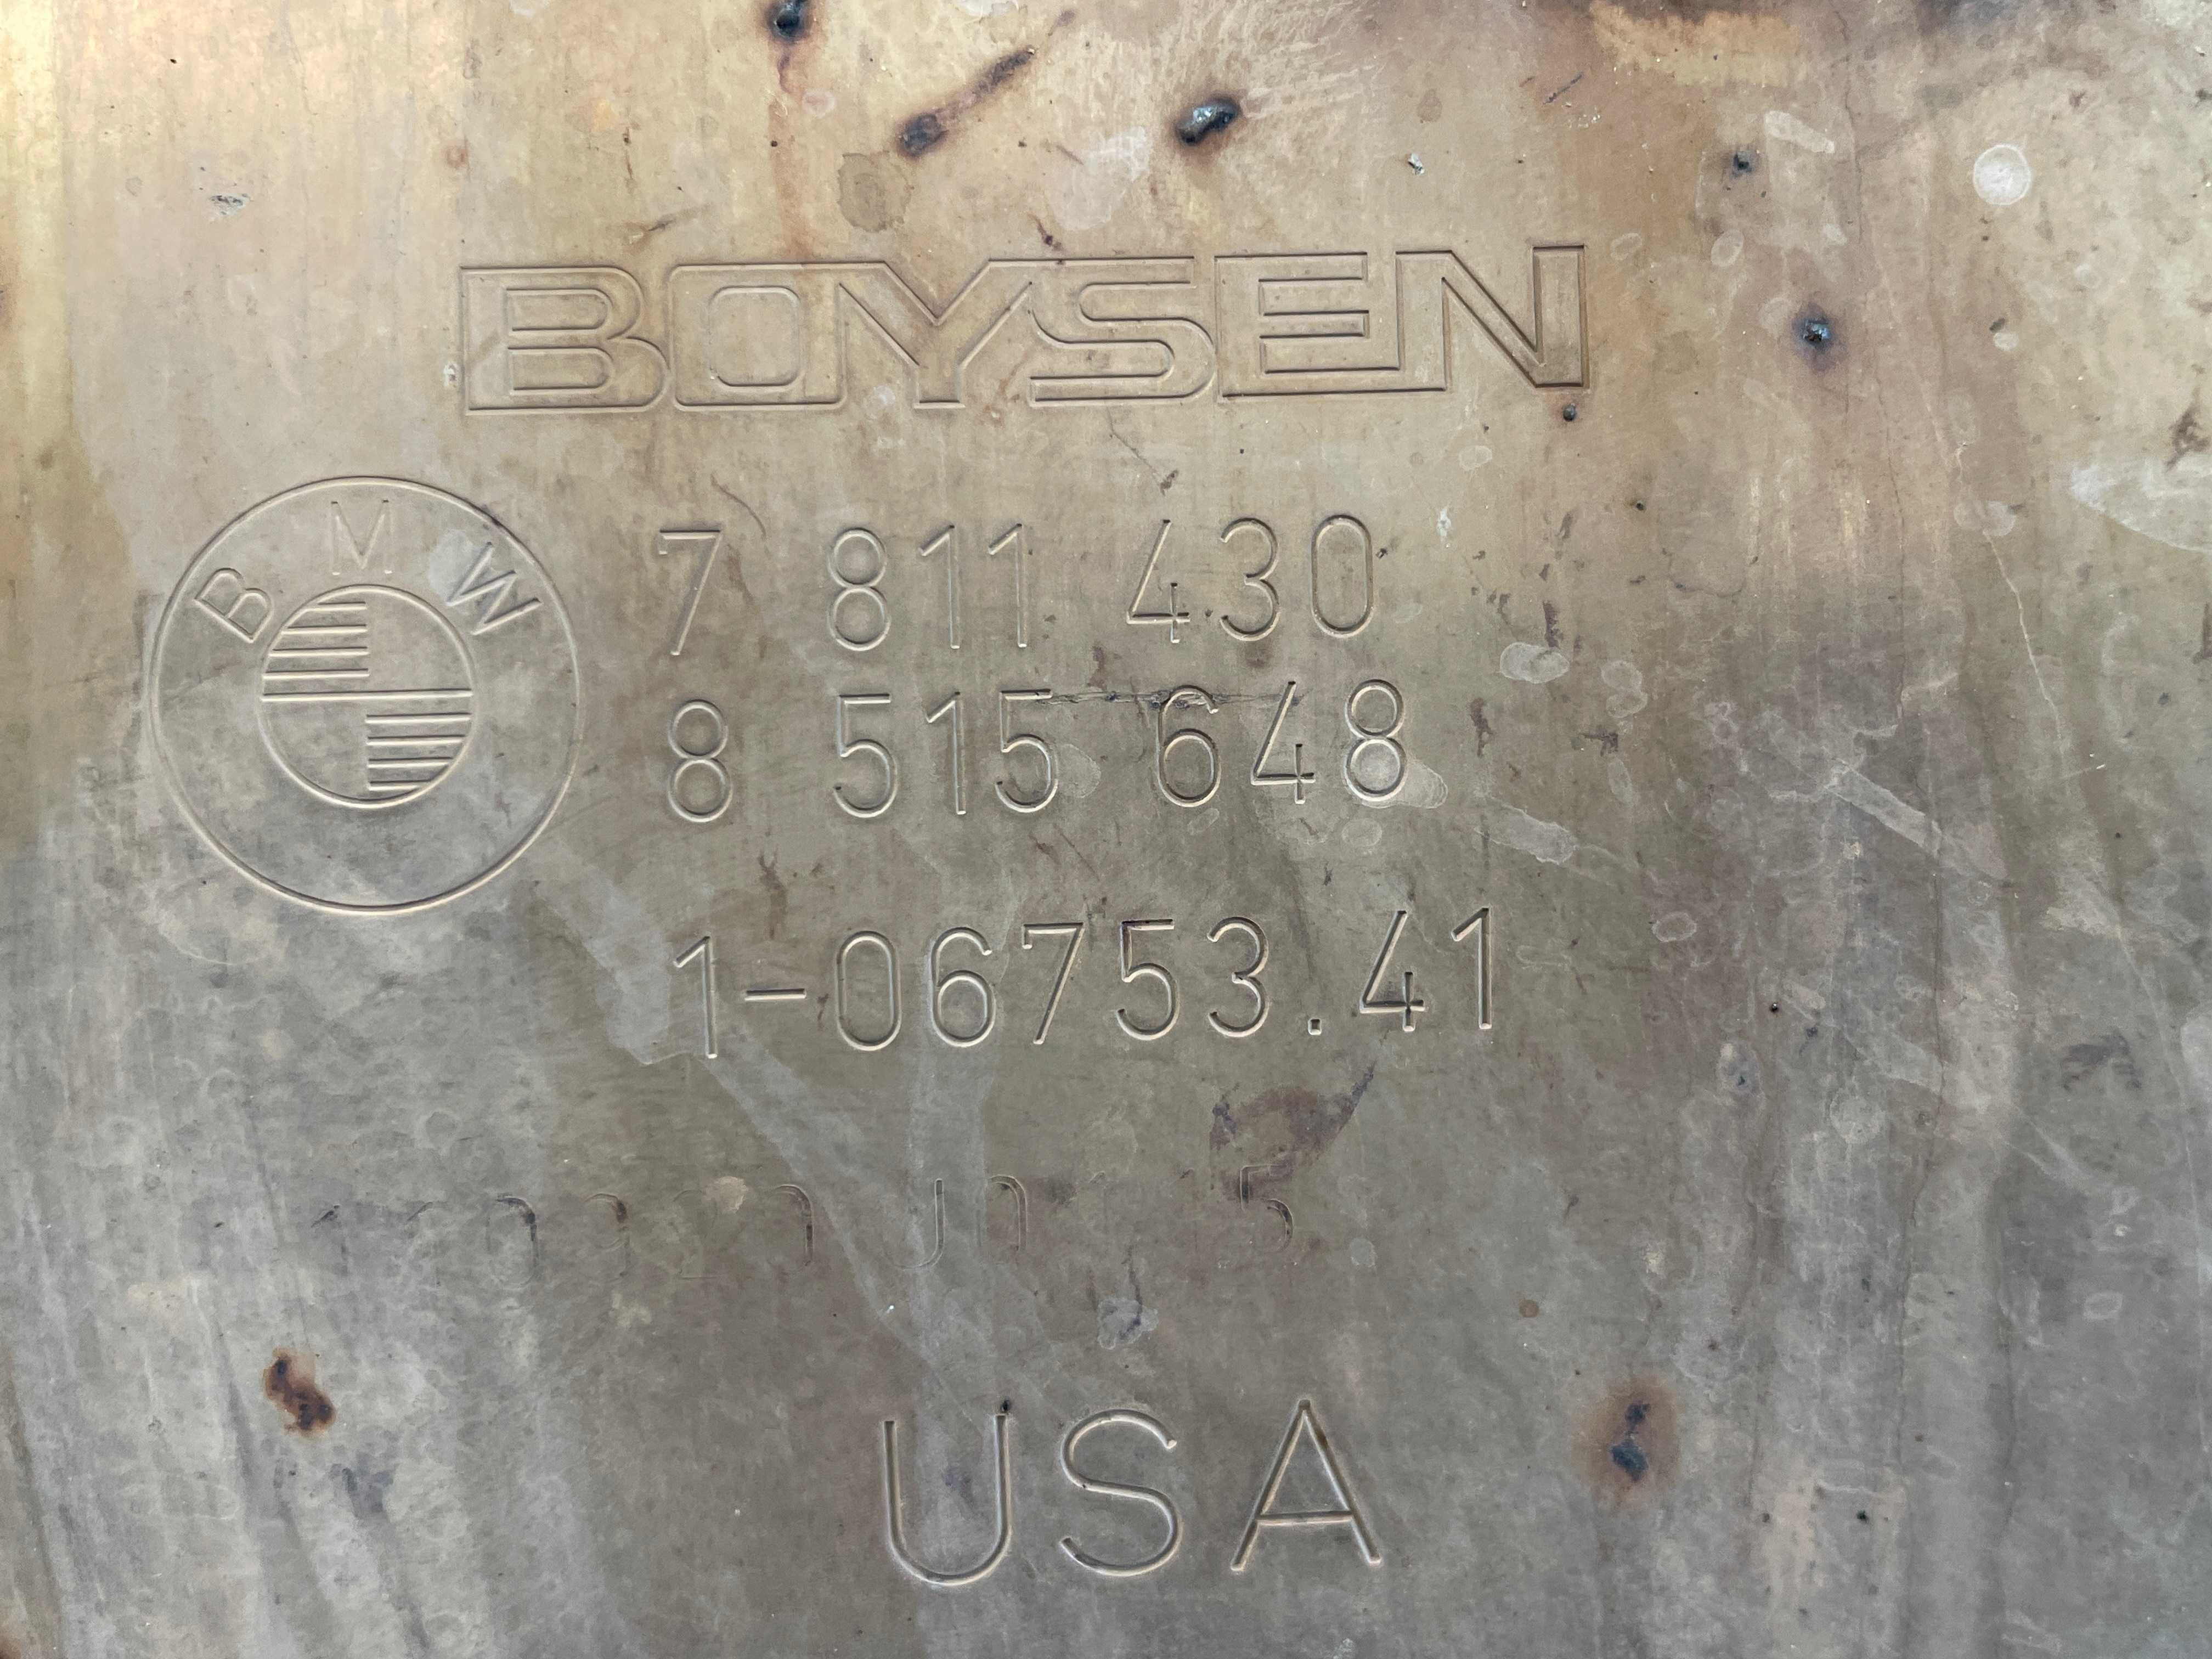 BOYSEN
BMW
7 811 430
8 515 648
1-06753.41
USA